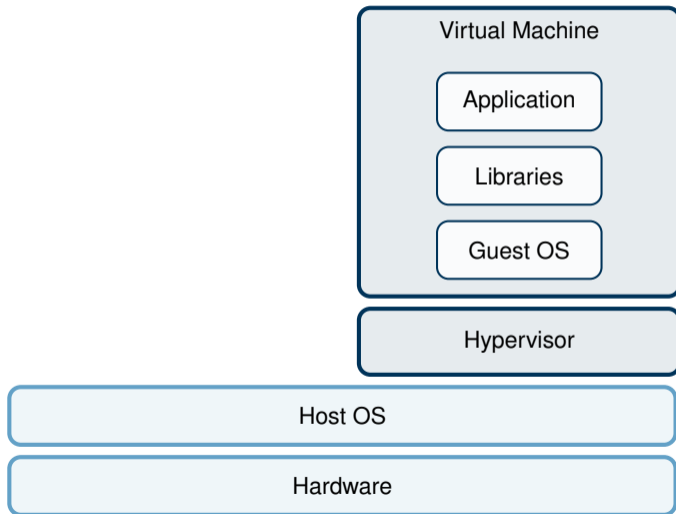 Virtual Machine
Application
Libraries
Guest OS
Hypervisor
Host OS
Hardware